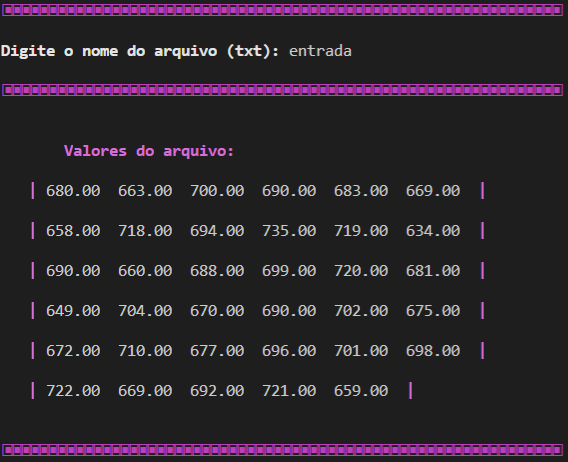 Digite o nome do arquivo (txt): entrada
Valores do arquivo:
| 680.00 663.00 700.00 690.00 683.00 669.00 |
| 658.00 718.00 694.00 735.00 719.00 634.00 |
| 690.00 660.00 688.00 699.00 720.00 681.00 |
| 649.00 704.00 670.00 690.00 702.00 675.00 |
| 672.00 710.00 677.00 696.00 701.00 698.00 |
| 722.00 669.00 692.00 721.00 659.00 |